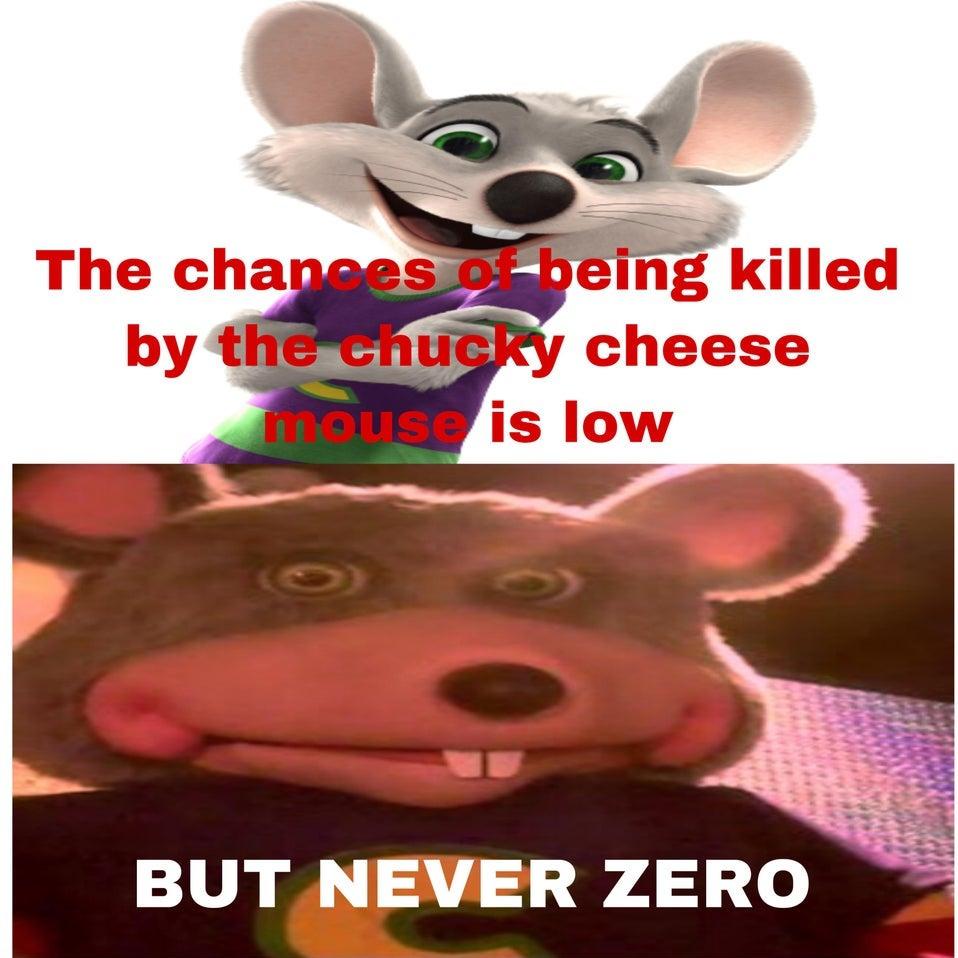 The chances of being killed
by the chucky cheese
mouse is low
BUT NEVER ZERO